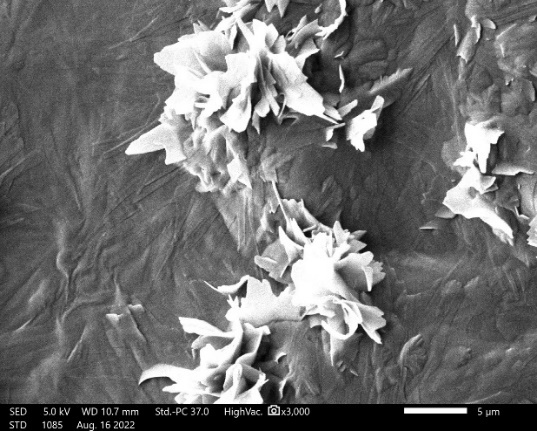 SED 5.0 kV WD 10.7 mm Std.-PC 37.0 HighVac. x3,000 5 µm
STD 1085 Aug. 16 2022